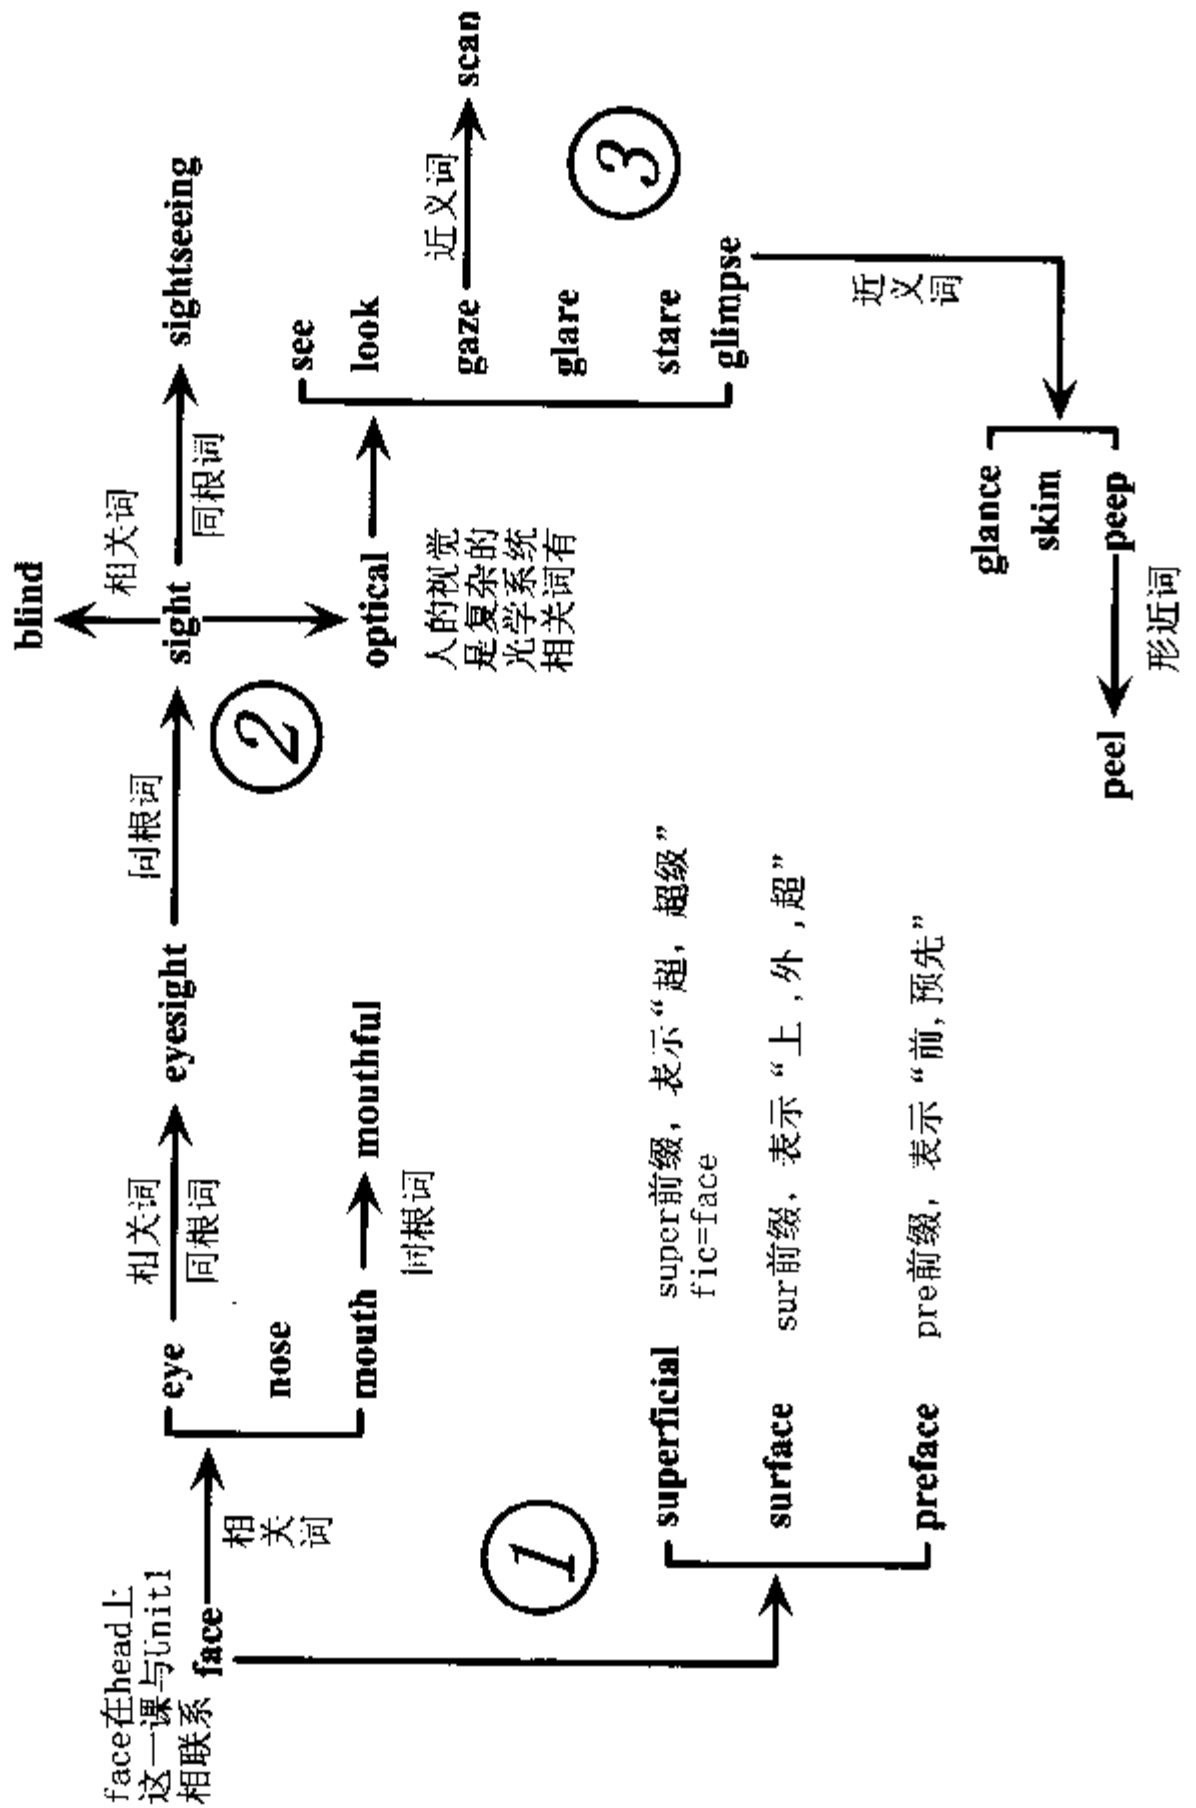 face在head上
这一课与Unit1
相联系 face
相关词
eye
nose
mouth
相关词
同根词
eyesight
同根词
mouthful
同根词
sight
相关词
blind
同根词
sightseeing
optical
人的视觉
是复杂的
光学系统
相关词有
see
look
gaze
glare
stare
glimpse
近义词
scan
近义词
glance
skim
peep
形近词
peel
1
2
3
superficial super前缀，表示“超，超级”
fic=face
surface sur前缀，表示“上,外,超”
preface pre前缀，表示“前,预先”